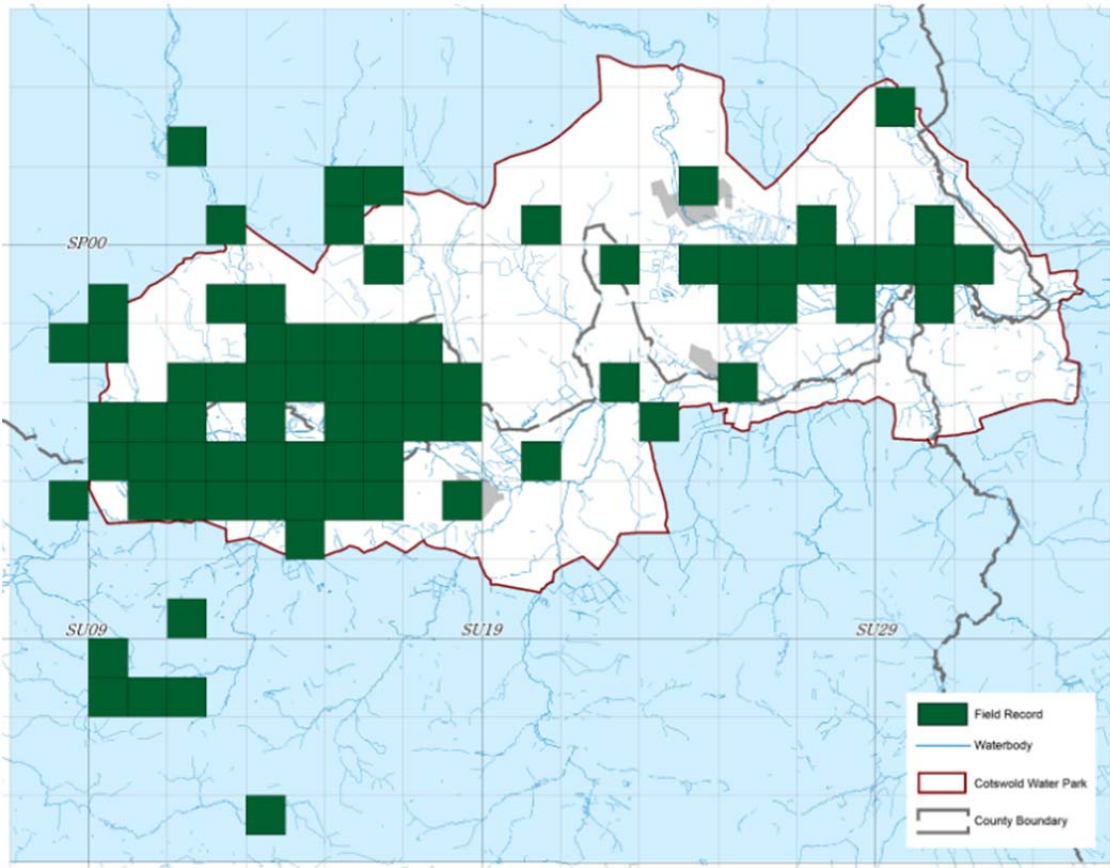 SP00
SU09
SU19
SU29
Field Record
Waterbody
Cotswold Water Park
County Boundary